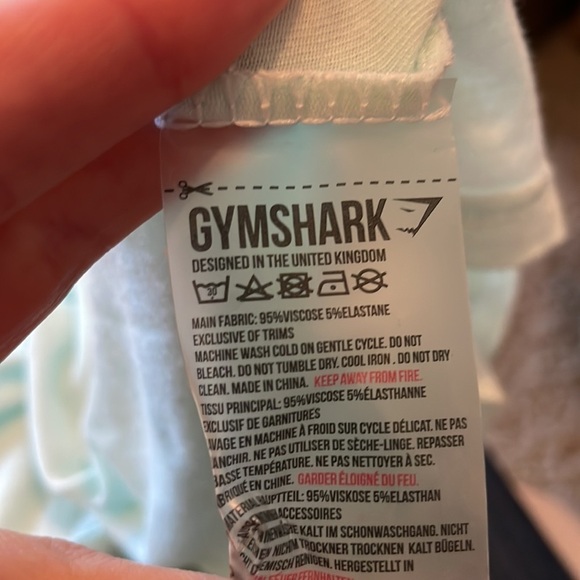 GYMSHARK
DESIGNED IN THE UNITED KINGDOM
30
MAIN FABRIC: 95%VISCOSE 5%ELASTANE
EXCLUSIVE OF TRIMS
MACHINE WASH COLD ON GENTLE CYCLE. DO NOT
BLEACH. DO NOT TUMBLE DRY. COOL IRON . DO NOT DRY
CLEAN. MADE IN CHINA. KEEP AWAY FROM FIRE.
TISSU PRINCIPAL: 95%VISCOSE 5%ÉLASTHANNE
EXCLUSIF DE GARNITURES
LAVAGE EN MACHINE À FROID SUR CYCLE DÉLICAT. NE PAS
BLANCHIR. NE PAS UTILISER DE SÈCHE-LINGE. REPASSER
BASSE TEMPÉRATURE. NE PAS NETTOYER À SEC.
FABRIQUÉ EN CHINE. GARDER ÉLOIGNÉ DU FEU.
MATERIAL HAUPTTEIL: 95%VISKOSE 5%ELASTHAN
ACCESSOIRES
KALT IM SCHONWASCHGANG. NICHT
TROCKNER TROCKNEN KALT BÜGELN.
CHEMISCH REINIGEN. HERGESTELLT IN